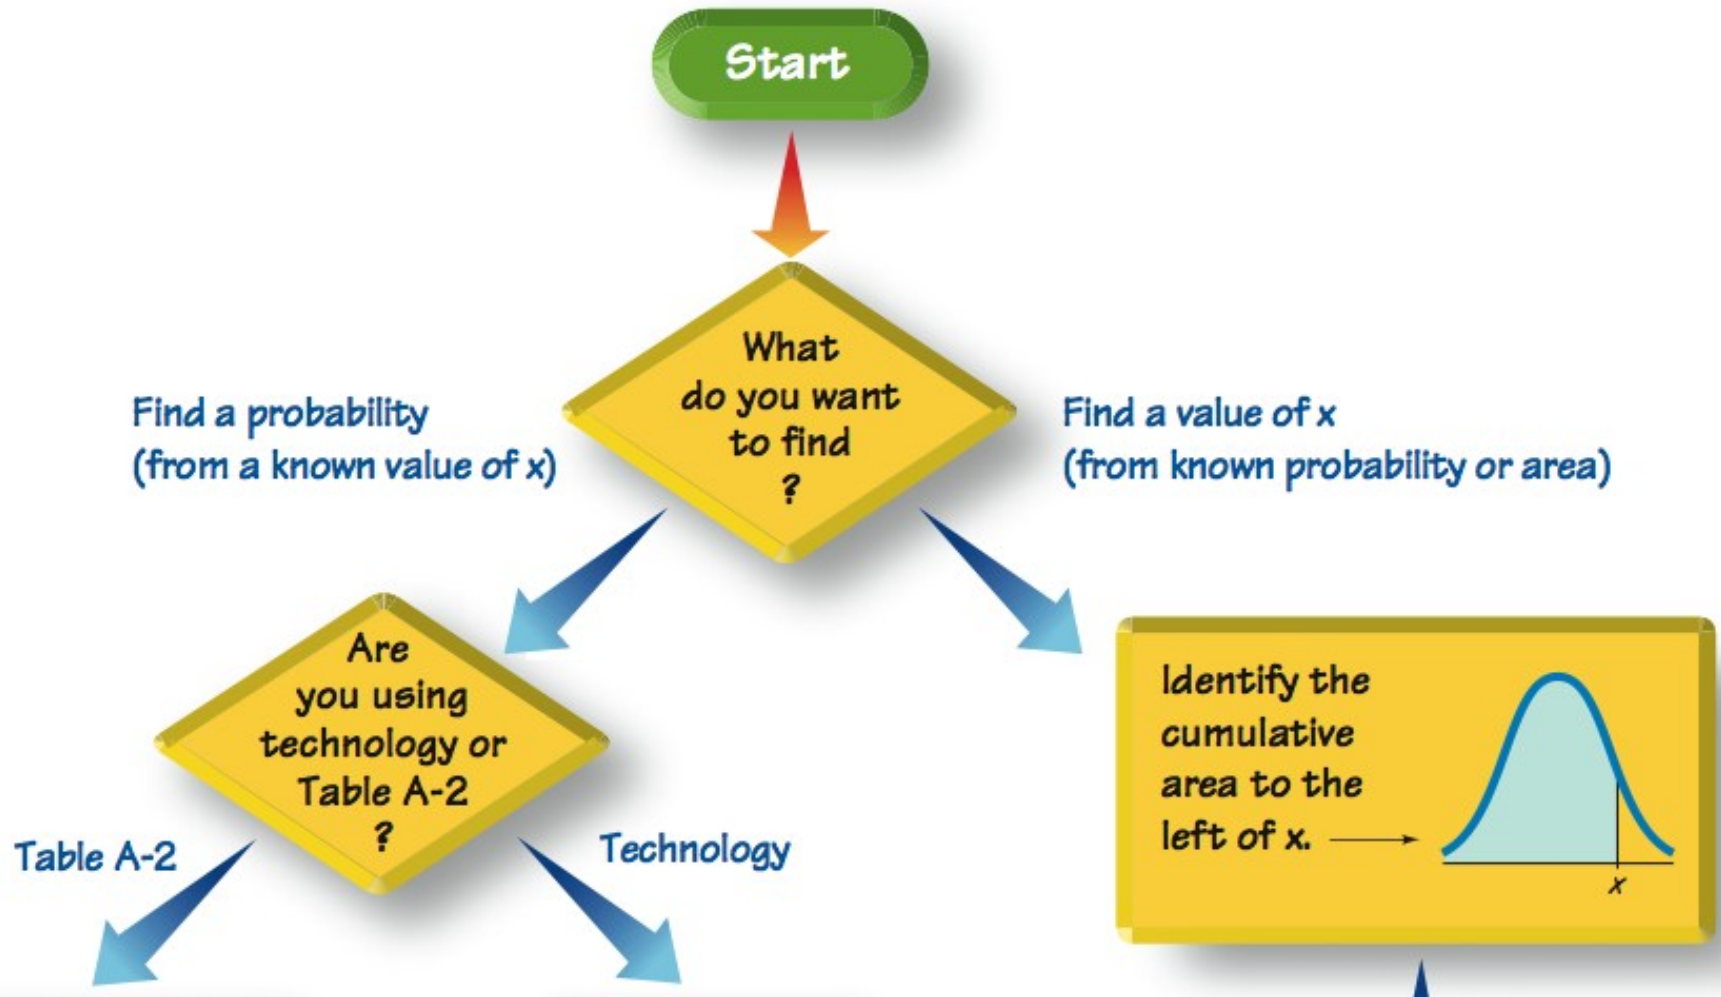 Start
What
do you want
to find
?
Find a probability
(from a known value of x)
Find a value of x
(from known probability or area)
Are
you using
technology or
Table A-2
?
Table A-2
Technology
Identify the
cumulative
area to the
left of x.
x